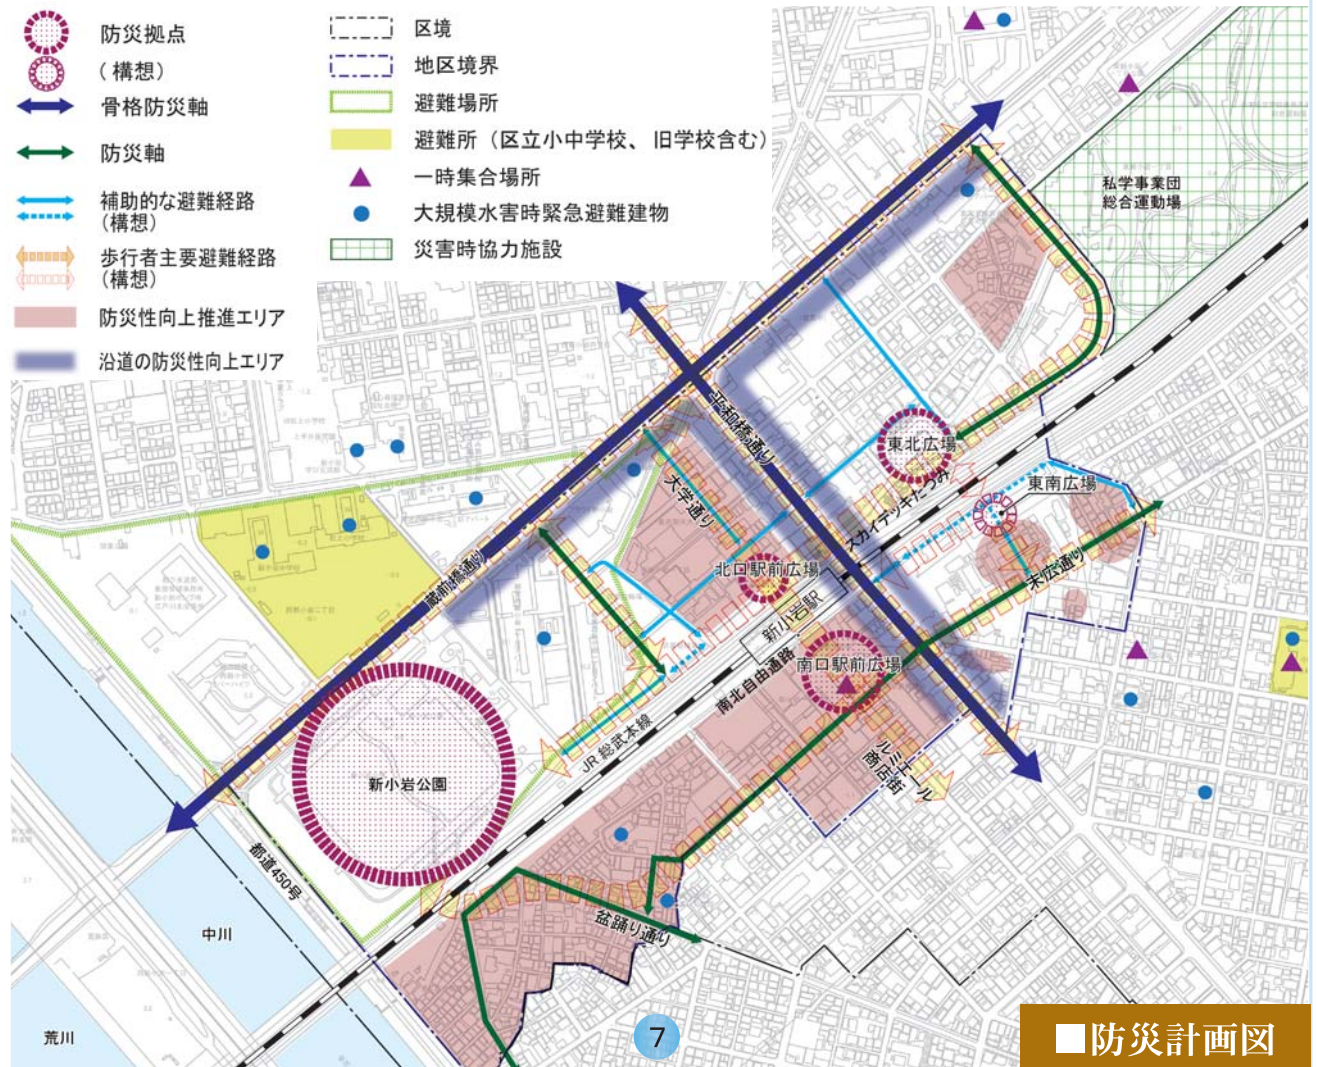 防災拠点
(構想)
骨格防災軸
防災軸
補助的な避難経路
(構想)
歩行者主要避難経路
(構想)
防災性向上推進エリア
沿道の防災性向上エリア
区境
地区境界
避難場所
避難所(区立小中学校、旧学校含む)
一時集合場所
大規模水害時緊急避難建物
災害時協力施設
私学事業団
総合運動場
平和橋通り
東北広場
スカイデッキたつみ
東南広場
大学通り
北口駅前広場
末広通り
蔵前橋通り
新小岩駅
南口駅前広場
南北自由通路
JR総武本線
ルミエール
商店街
新小岩公園
都道450号
中川
盆踊り通り
荒川
7
■防災計画図